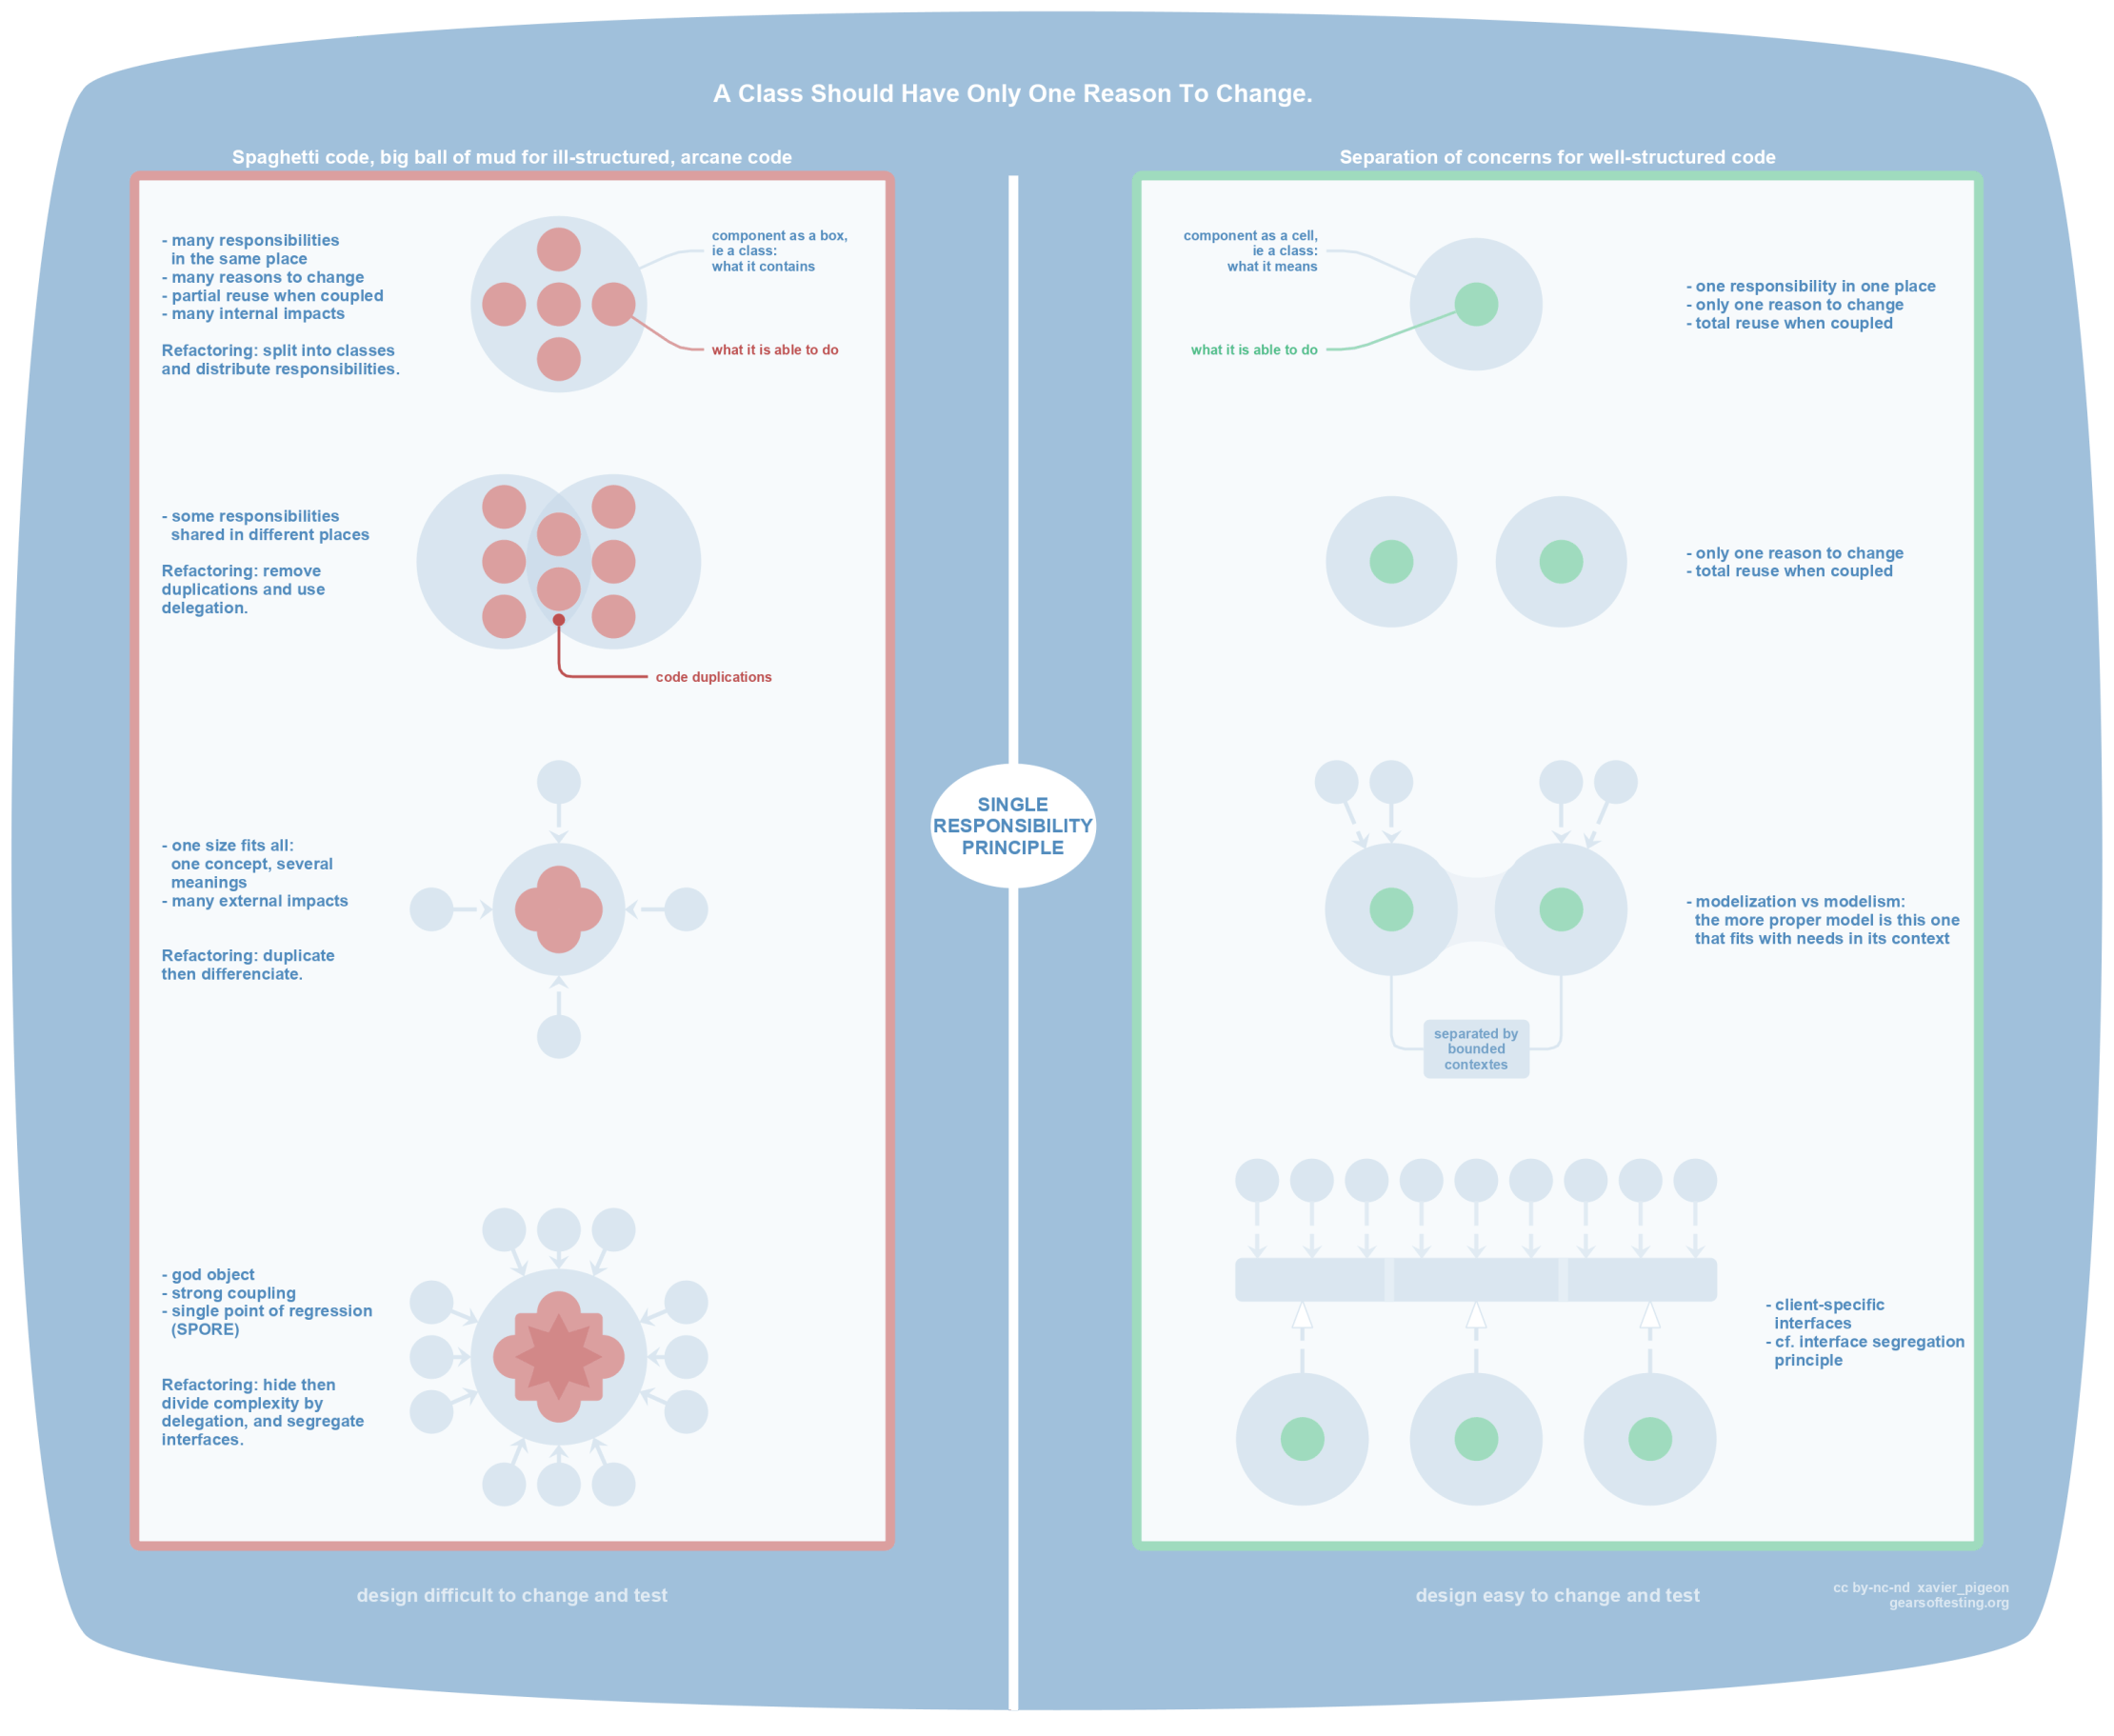 A Class Should Have Only One Reason To Change.
Spaghetti code, big ball of mud for ill-structured, arcane code
- many responsibilities
in the same place
- many reasons to change
- partial reuse when coupled
- many internal impacts
Refactoring: split into classes
and distribute responsibilities.
component as a box,
ie a class:
what it contains
what it is able to do
- some responsibilities
shared in different places
Refactoring: remove
duplications and use
delegation.
code duplications
- one size fits all:
one concept, several
meanings
- many external impacts
Refactoring: duplicate
then differenciate.
- god object
- strong coupling
- single point of regression
(SPORE)
Refactoring: hide then
divide complexity by
delegation, and segregate
interfaces.
design difficult to change and test
SINGLE
RESPONSIBILITY
PRINCIPLE
Separation of concerns for well-structured code
component as a cell,
ie a class:
what it means
what it is able to do
- one responsibility in one place
- only one reason to change
- total reuse when coupled
- only one reason to change
- total reuse when coupled
- modelization vs modelism:
the more proper model is this one
that fits with needs in its context
separated by
bounded
contextes
- client-specific
interfaces
- cf. interface segregation
principle
design easy to change and test
cc by-nc-nd xavier_pigeon
gearsoftesting.org